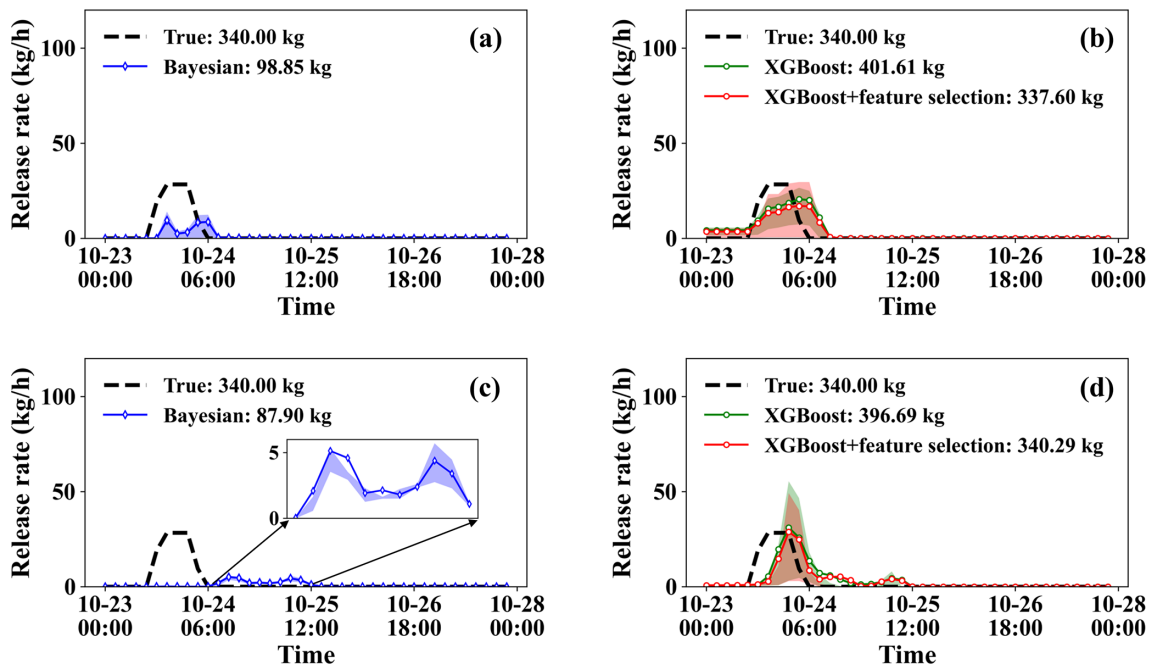 (a)
True: 340.00 kg
Bayesian: 98.85 kg
Release rate (kg/h)
100
50
0
10-23 10-24 10-25 10-26 10-28
00:00 06:00 12:00 18:00 00:00
Time
(b)
True: 340.00 kg
XGBoost: 401.61 kg
XGBoost+feature selection: 337.60 kg
Release rate (kg/h)
100
50
0
10-23 10-24 10-25 10-26 10-28
00:00 06:00 12:00 18:00 00:00
Time
(c)
True: 340.00 kg
Bayesian: 87.90 kg
Release rate (kg/h)
100
50
0
5
0
10-23 10-24 10-25 10-26 10-28
00:00 06:00 12:00 18:00 00:00
Time
(d)
True: 340.00 kg
XGBoost: 396.69 kg
XGBoost+feature selection: 340.29 kg
Release rate (kg/h)
100
50
0
10-23 10-24 10-25 10-26 10-28
00:00 06:00 12:00 18:00 00:00
Time